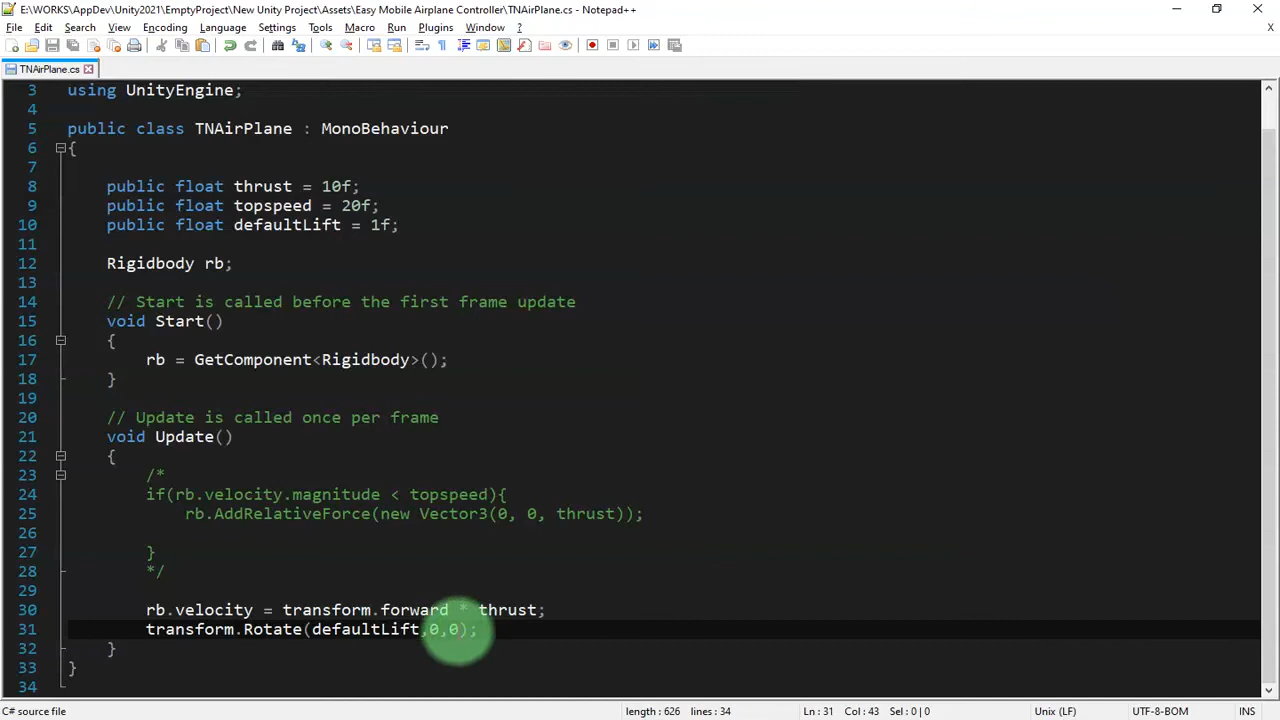 E:\WORKS\AppDev\Unity2021\EmptyProject\New Unity Project\Assets\Easy Mobile Airplane Controller\TNAirPlane.cs - Notepad++
File Edit Search View Encoding Language Settings Tools Macro Run Plugins Window ? X
TNAirPlane.cs
3 using UnityEngine;
4
5 public class TNAirPlane : MonoBehaviour
6 {
7
8 public float thrust = 10f;
9 public float topspeed = 20f;
10 public float defaultLift = 1f;
11
12 Rigidbody rb;
13
14 // Start is called before the first frame update
15 void Start()
16 {
17 rb = GetComponent<Rigidbody>();
18 }
19
20 // Update is called once per frame
21 void Update()
22 {
23 /*
24 if(rb.velocity.magnitude < topspeed){
25 rb.AddRelativeForce(new Vector3(0, 0, thrust));
26
27 }
28 */
29
30 rb.velocity = transform.forward * thrust;
31 transform.Rotate(defaultLift,0,0);
32 }
33 }
34
C# source file length : 626 lines : 34 Ln : 31 Col : 43 Sel : 0 | 0 Unix (LF) UTF-8-BOM INS